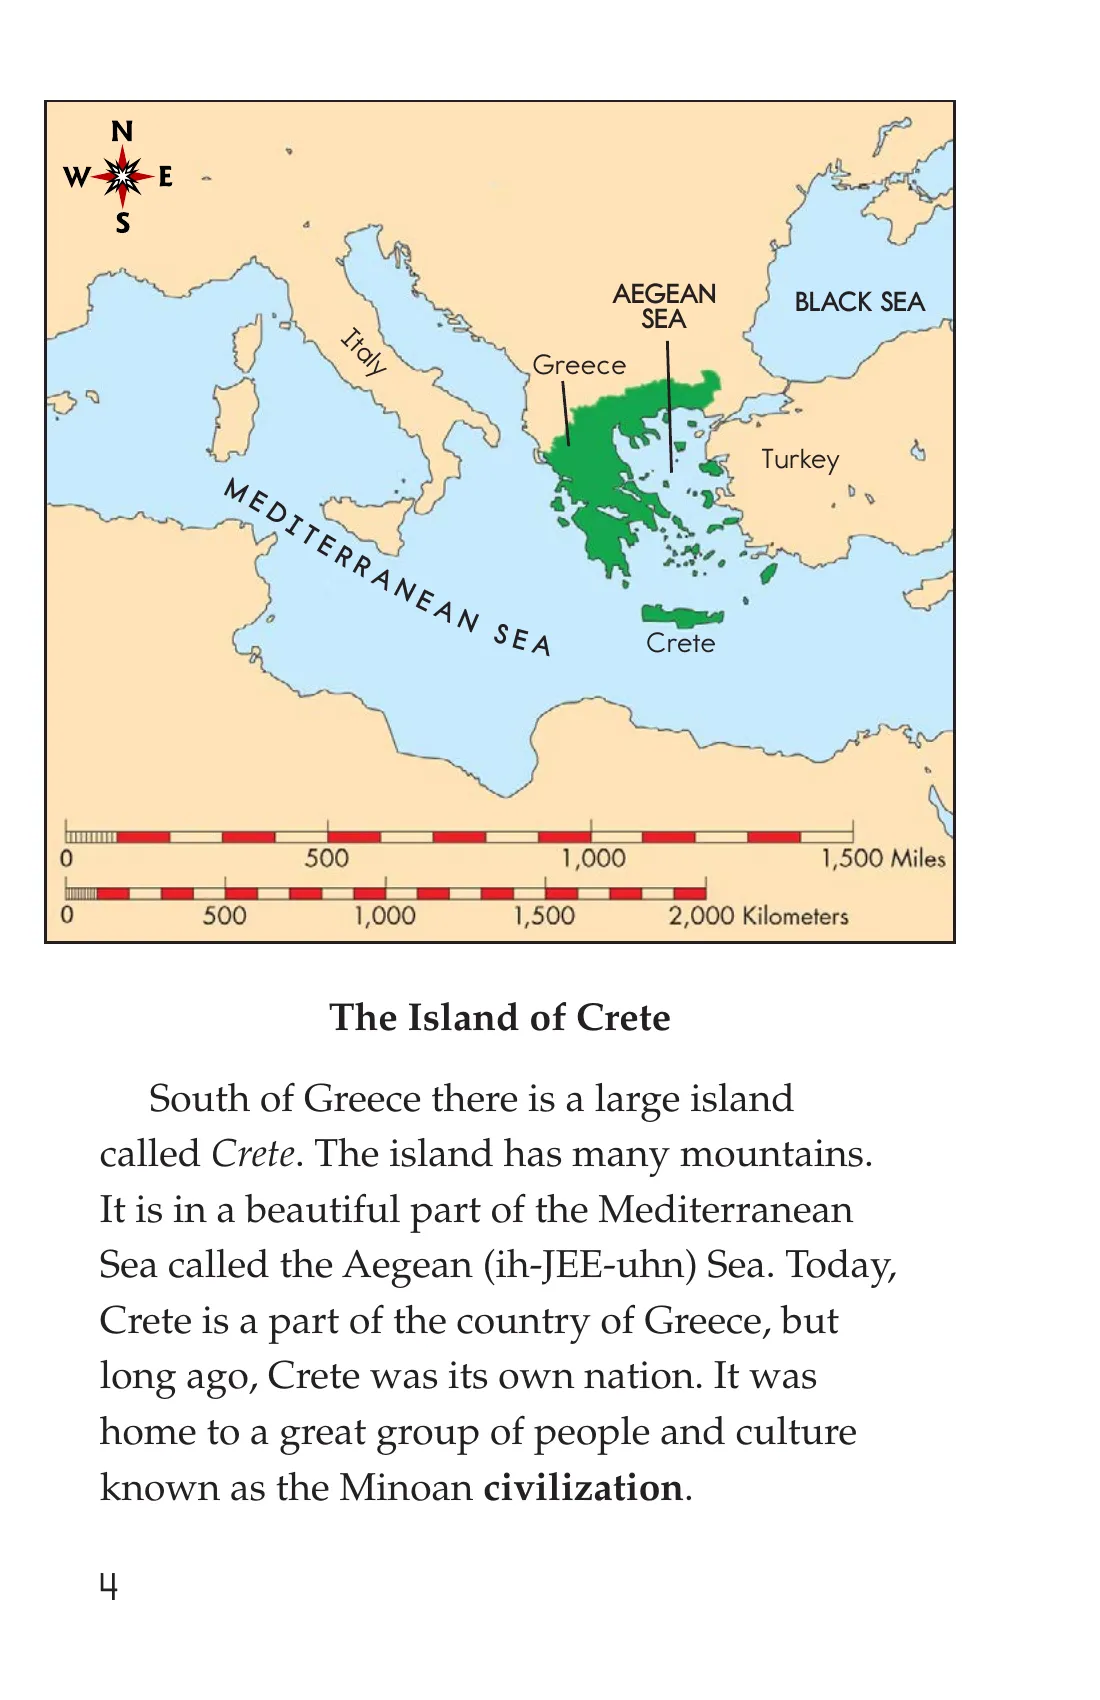 N
W E
S
AEGEAN
SEA
BLACK SEA
Italy
Greece
Turkey
MEDITERRANEAN SEA
Crete
0 500 1,000 1,500 Miles
0 500 1,000 1,500 2,000 Kilometers
The Island of Crete
South of Greece there is a large island
called Crete. The island has many mountains.
It is in a beautiful part of the Mediterranean
Sea called the Aegean (ih-JEE-uhn) Sea. Today,
Crete is a part of the country of Greece, but
long ago, Crete was its own nation. It was
home to a great group of people and culture
known as the Minoan civilization.
4